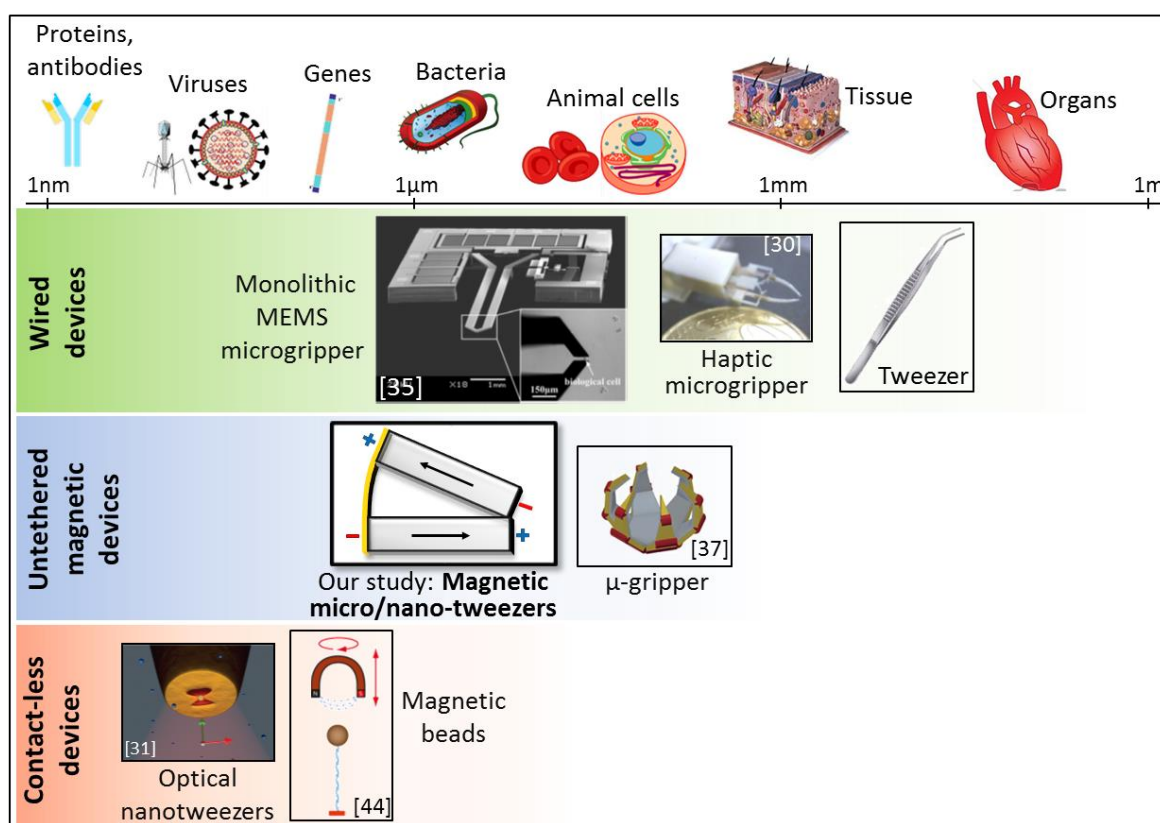 Proteins,
antibodies
Viruses
Genes
Bacteria
Animal cells
Tissue
Organs
1nm
1μm
1mm
1m
Wired
devices
Monolithic
MEMS
microgripper
[35]
X10 1mm
150μm
biological cell
[30]
Haptic
microgripper
Tweezer
Untethered
magnetic
devices
+
−
−
+
Our study: Magnetic
micro/nano-tweezers
[37]
μ-gripper
Contact-less
devices
[31]
Optical
nanotweezers
[44]
Magnetic
beads